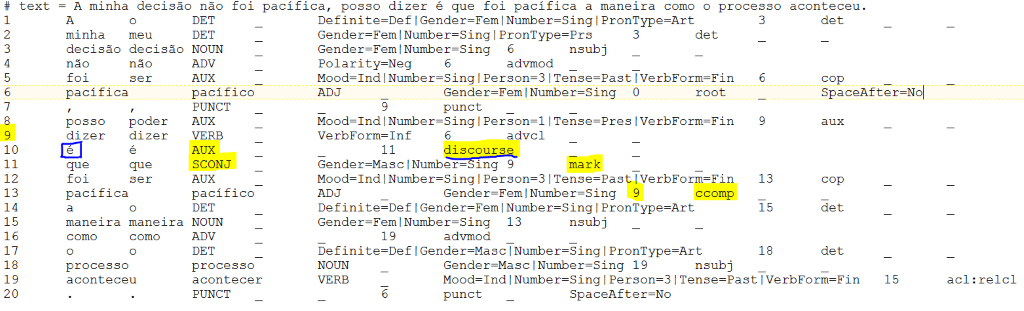 # text = A minha decisão não foi pacífica, posso dizer é que foi pacífica a maneira como o processo aconteceu.
1 A o DET _ Definite=Def|Gender=Fem|Number=Sing|PronType=Art 3 det _ _
2 minha meu DET _ Gender=Fem|Number=Sing|PronType=Prs 3 det _ _
3 decisão decisão NOUN _ Gender=Fem|Number=Sing 6 nsubj _ _
4 não não ADV _ Polarity=Neg 6 advmod _ _
5 foi ser AUX _ Mood=Ind|Number=Sing|Person=3|Tense=Past|VerbForm=Fin 6 cop _ _
6 pacífica pacífico ADJ _ Gender=Fem|Number=Sing 0 root _ SpaceAfter=No
7 , , PUNCT _ _ 9 punct _ _
8 posso poder AUX _ Mood=Ind|Number=Sing|Person=1|Tense=Pres|VerbForm=Fin 9 aux _ _
9 dizer dizer VERB _ VerbForm=Inf 6 advcl _ _
10 é é AUX _ _ 11 discourse _ _
11 que que SCONJ _ Gender=Masc|Number=Sing 9 mark _ _
12 foi ser AUX _ Mood=Ind|Number=Sing|Person=3|Tense=Past|VerbForm=Fin 13 cop _ _
13 pacífica pacífico ADJ _ Gender=Fem|Number=Sing 9 ccomp _ _
14 a o DET _ Definite=Def|Gender=Fem|Number=Sing|PronType=Art 15 det _ _
15 maneira maneira NOUN _ Gender=Fem|Number=Sing 13 nsubj _ _
16 como como ADV _ _ 19 advmod _ _
17 o o DET _ Definite=Def|Gender=Masc|Number=Sing|PronType=Art 18 det _ _
18 processo processo NOUN _ Gender=Masc|Number=Sing 19 nsubj _ _
19 aconteceu acontecer VERB _ Mood=Ind|Number=Sing|Person=3|Tense=Past|VerbForm=Fin 15 acl:relcl _ _
20 . . PUNCT _ _ 6 punct _ SpaceAfter=No